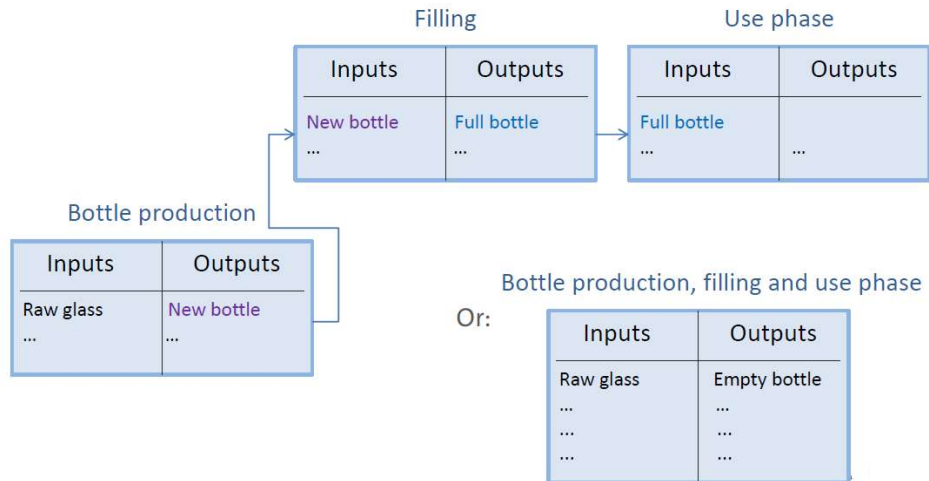 Filling
Inputs Outputs
New bottle Full bottle
... ...
Use phase
Inputs Outputs
Full bottle
... ...
Bottle production
Inputs Outputs
Raw glass New bottle
... ...
Or:
Bottle production, filling and use phase
Inputs Outputs
Raw glass Empty bottle
... ...
... ...
... ...